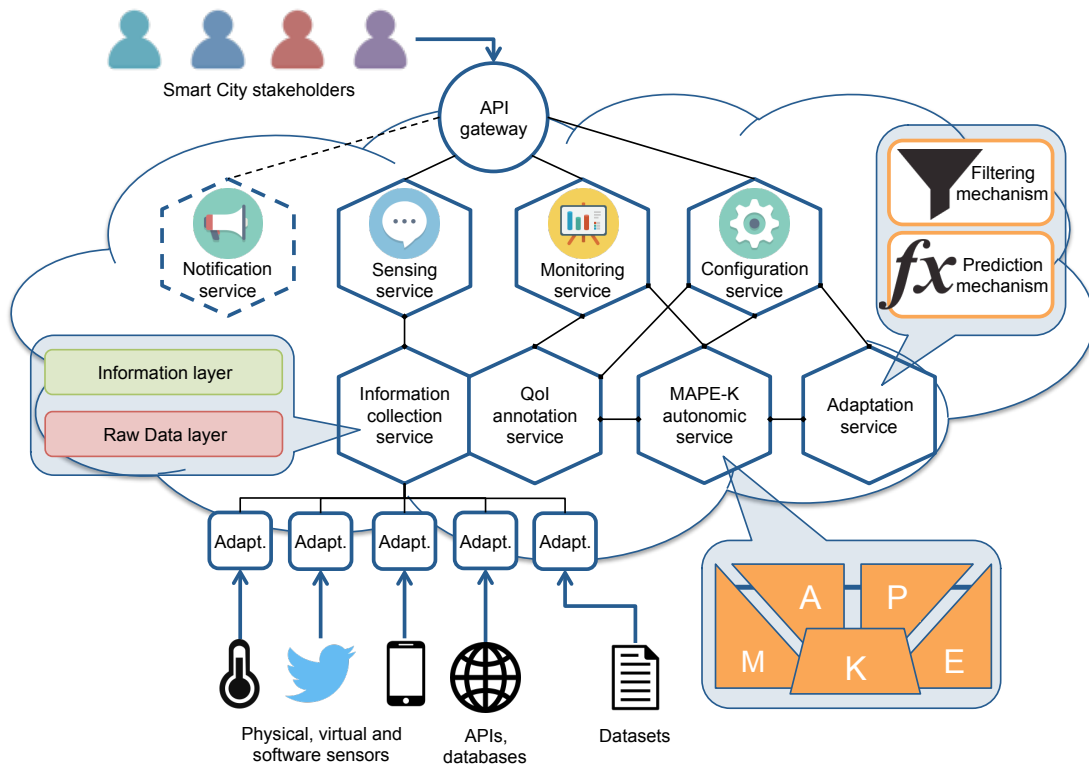 Smart City stakeholders
API
gateway
Notification
service
Sensing
service
Monitoring
service
Configuration
service
Filtering
mechanism
fx
Prediction
mechanism
Information layer
Raw Data layer
Information
collection
service
QoI
annotation
service
MAPE-K
autonomic
service
Adaptation
service
Adapt.
Adapt.
Adapt.
Adapt.
Adapt.
M
A
P
E
K
Physical, virtual and
software sensors
APIs,
databases
Datasets